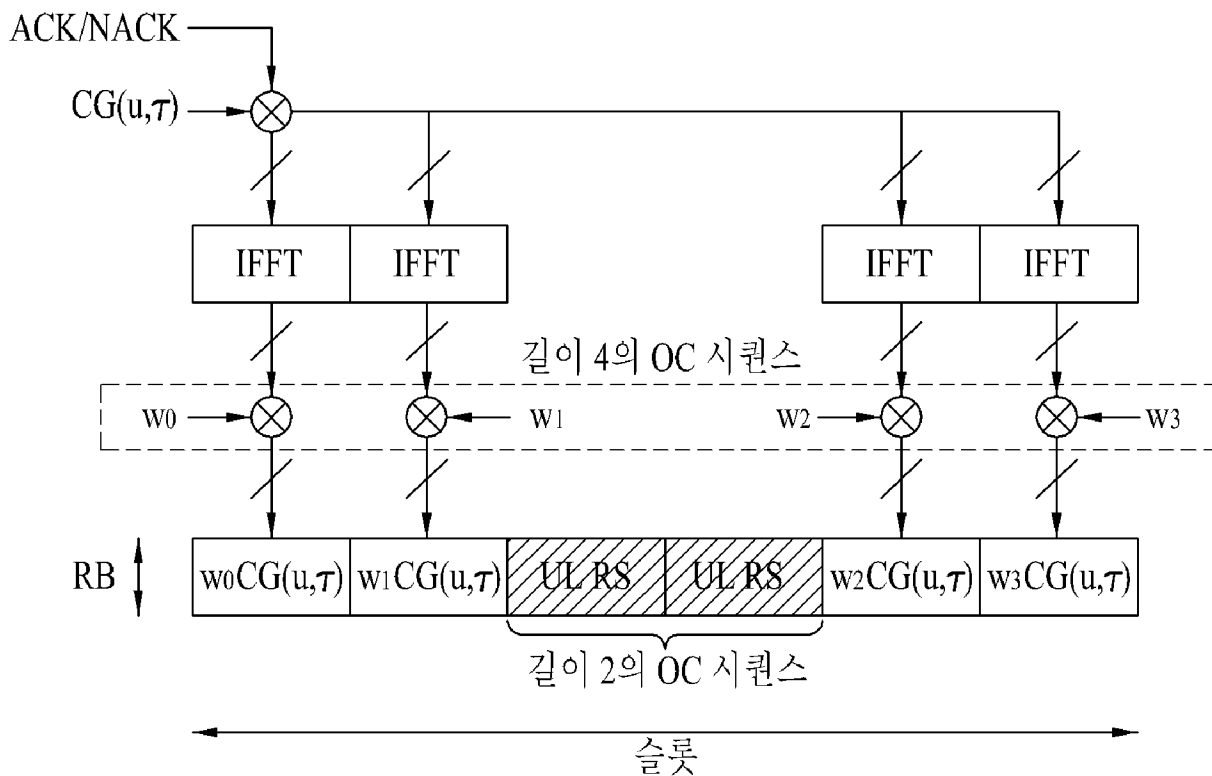 ACK/NACK
CG(u,τ)
IFFT IFFT IFFT IFFT
길이 4의 OC 시퀀스
w0 w1 w2 w3
RB w0CG(u,τ) w1CG(u,τ) UL RS UL RS w2CG(u,τ) w3CG(u,τ)
길이 2의 OC 시퀀스
슬롯